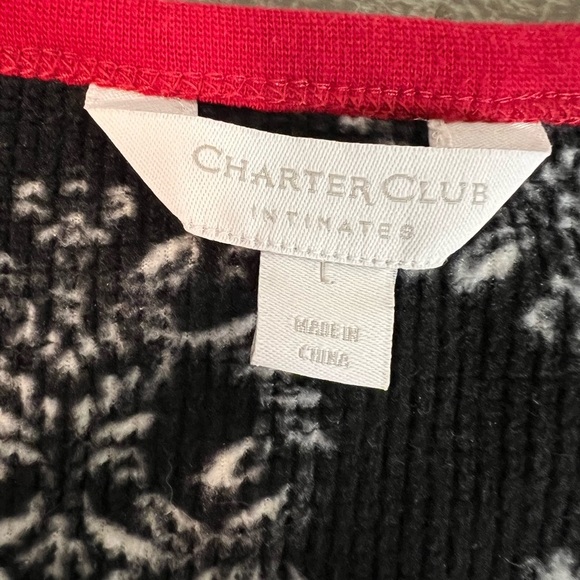 CHARTER CLUB
INTIMATES
L
MADE IN
CHINA